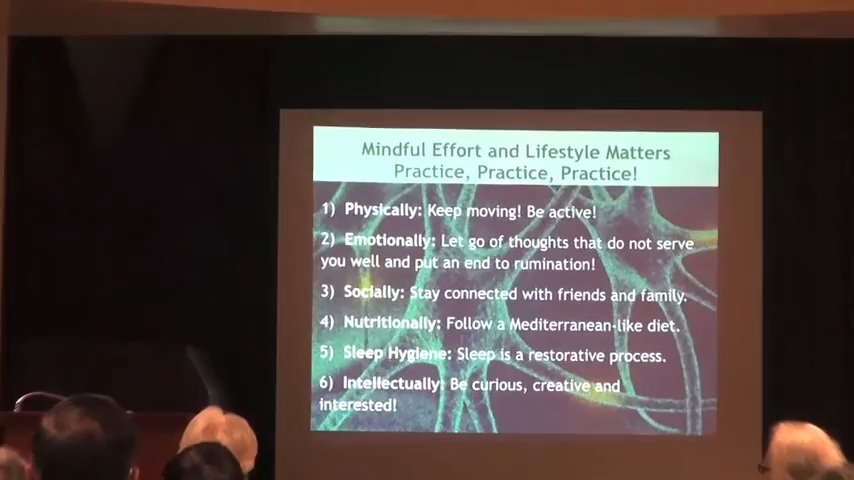 Mindful Effort and Lifestyle Matters
Practice, Practice, Practice!
1) Physically: Keep moving! Be active!
2) Emotionally: Let go of thoughts that do not serve
you well and put an end to rumination!
3) Socially: Stay connected with friends and family.
4) Nutritionally: Follow a Mediterranean-like diet.
5) Sleep Hygiene: Sleep is a restorative process.
6) Intellectually: Be curious, creative and
interested!